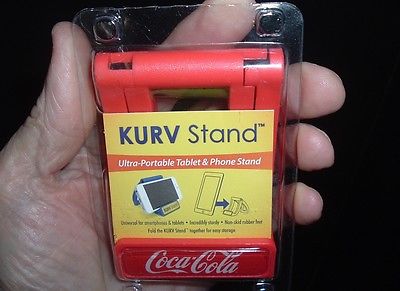 KURV Stand™
Ultra-Portable Tablet & Phone Stand
Universal for smartphones & tablets • Incredibly sturdy • Non-skid rubber feet
Fold the KURV Stand™ together for easy storage
Coca-Cola